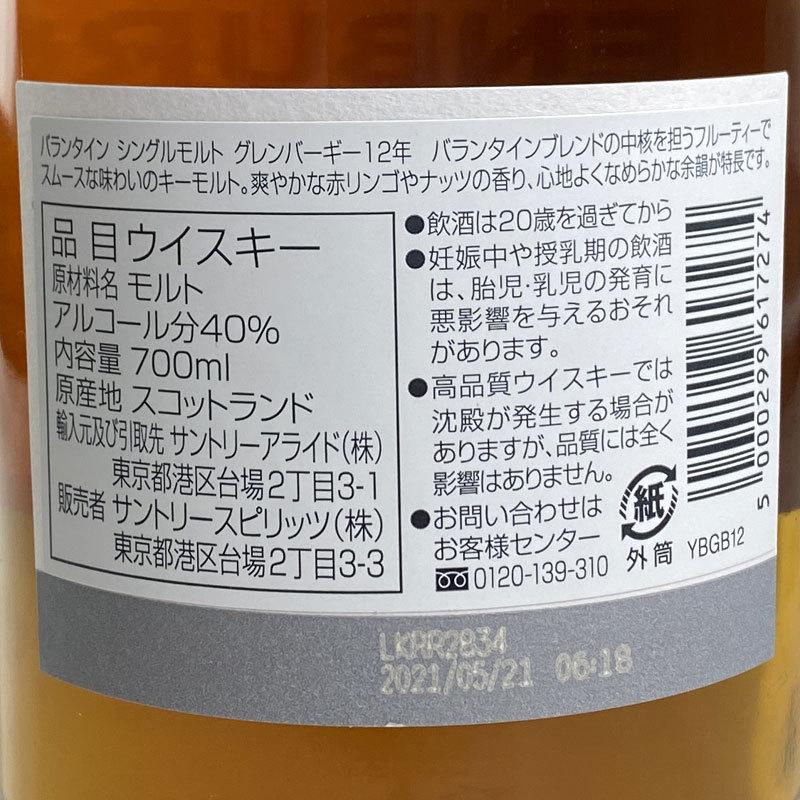 バランタイン シングルモルト グレンバーギー12年 バランタインブレンドの中核を担うフルーティーで
スムースな味わいのキーモルト。爽やかな赤リンゴやナッツの香り、心地よくなめらかな余韻が特長です。
品目ウイスキー
原材料名 モルト
アルコール分40%
内容量 700ml
原産地 スコットランド
輸入元及び引取先 サントリーアライド(株)
東京都港区台場2丁目3-1
販売者 サントリースピリッツ(株)
東京都港区台場2丁目3-3
●飲酒は20歳を過ぎてから
●妊娠中や授乳期の飲酒
は、胎児・乳児の発育に
悪影響を与えるおそれ
があります。
●高品質ウイスキーでは
沈殿が発生する場合が
ありますが、品質には全く
影響はありません。
●お問い合わせは
お客様センター
0120-139-310
紙
外筒 YBGB12
5 000299 617274
LKRR2834
2021/05/21 06:18